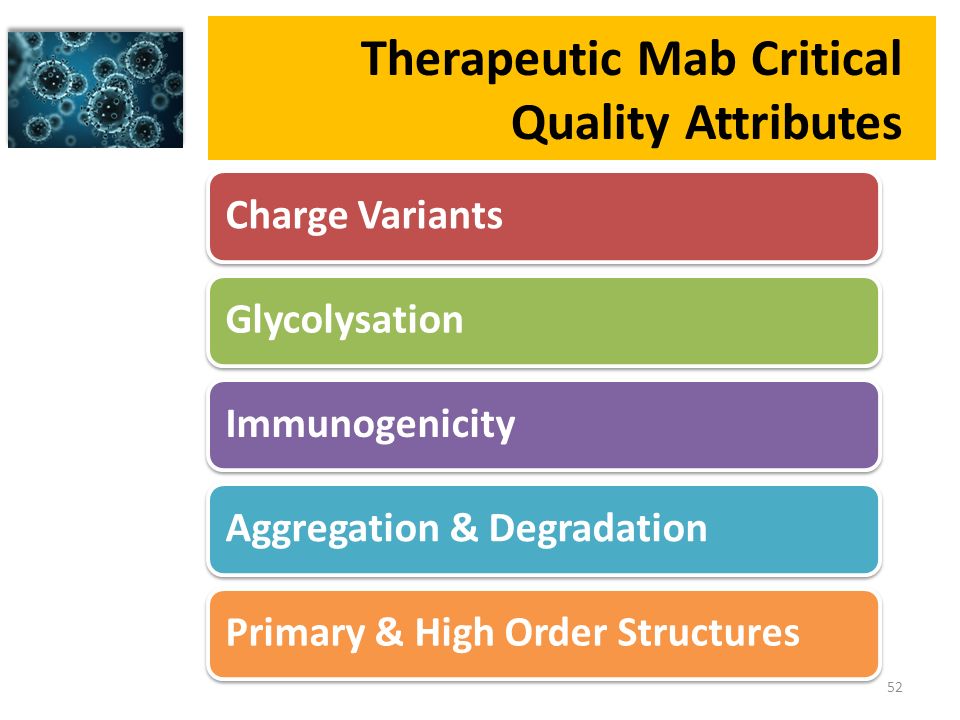 Therapeutic Mab Critical
Quality Attributes
Charge Variants
Glycolysation
Immunogenicity
Aggregation & Degradation
Primary & High Order Structures
52